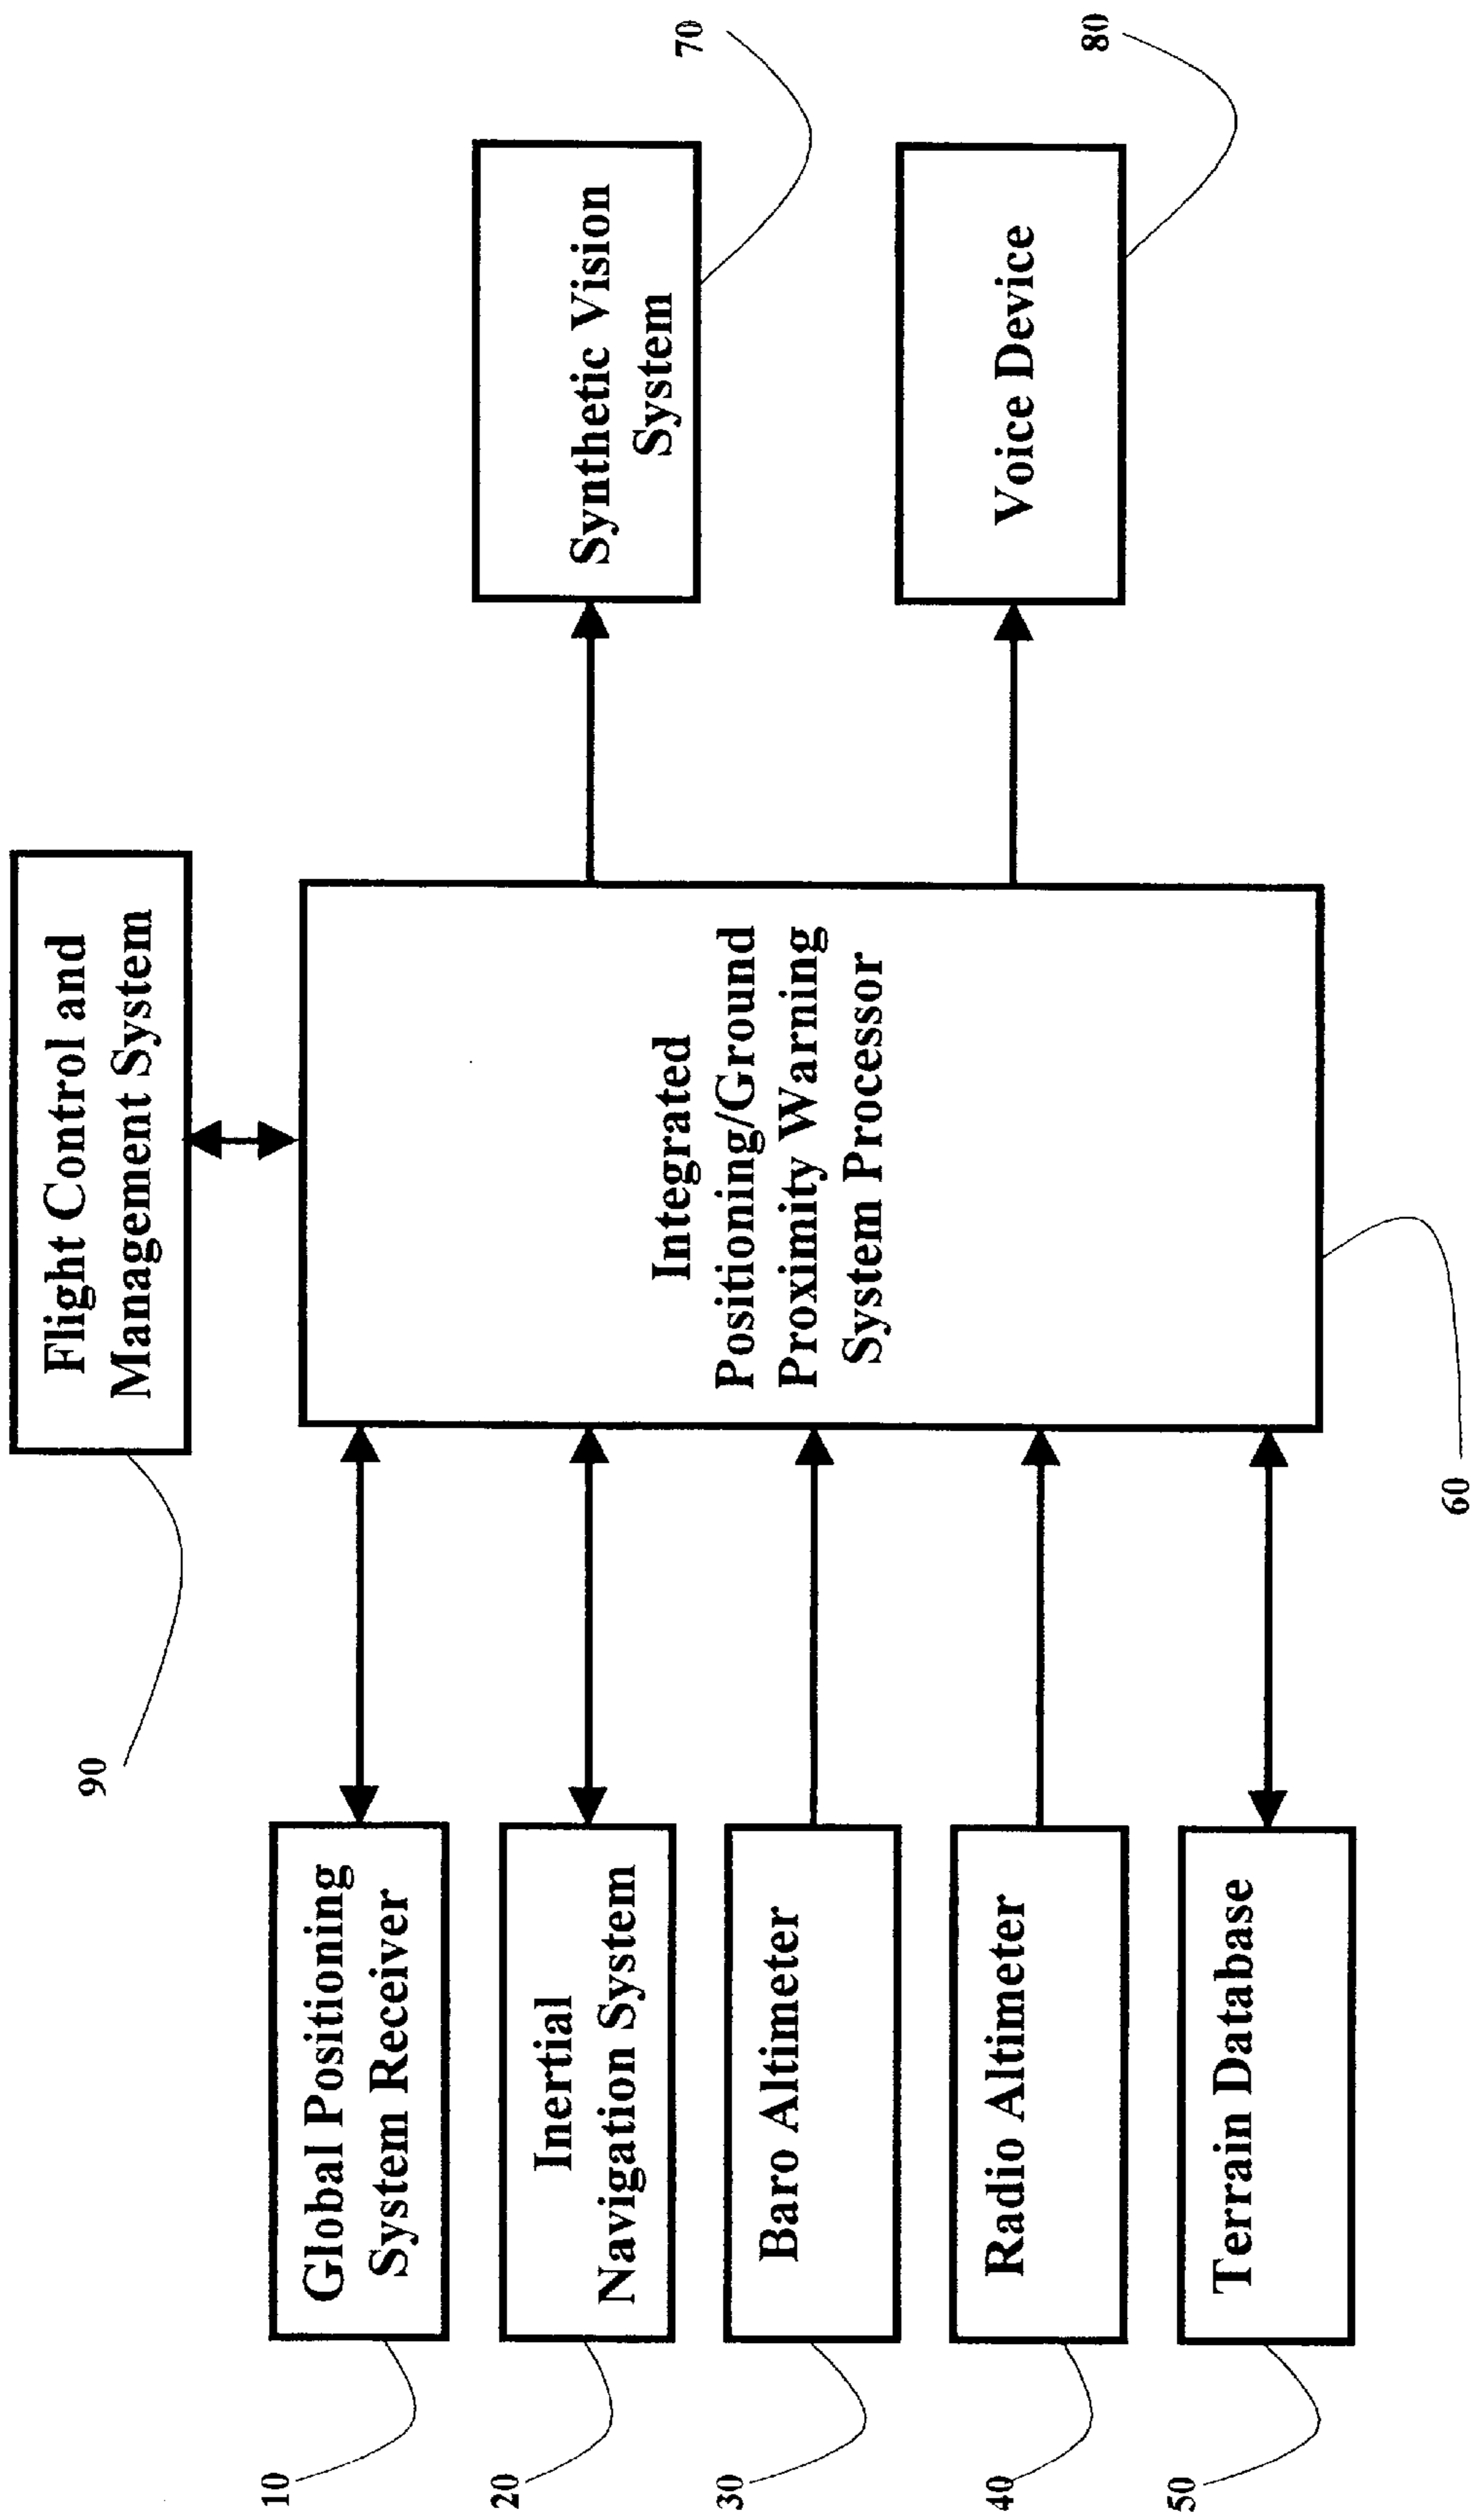 90
Flight Control and
Management System
10
Global Positioning
System Receiver
20
Inertial
Navigation System
30
Baro Altimeter
40
Radio Altimeter
50
Terrain Database
Integrated
Positioning/Ground
Proximity Warning
System Processor
60
Synthetic Vision
System
70
Voice Device
80